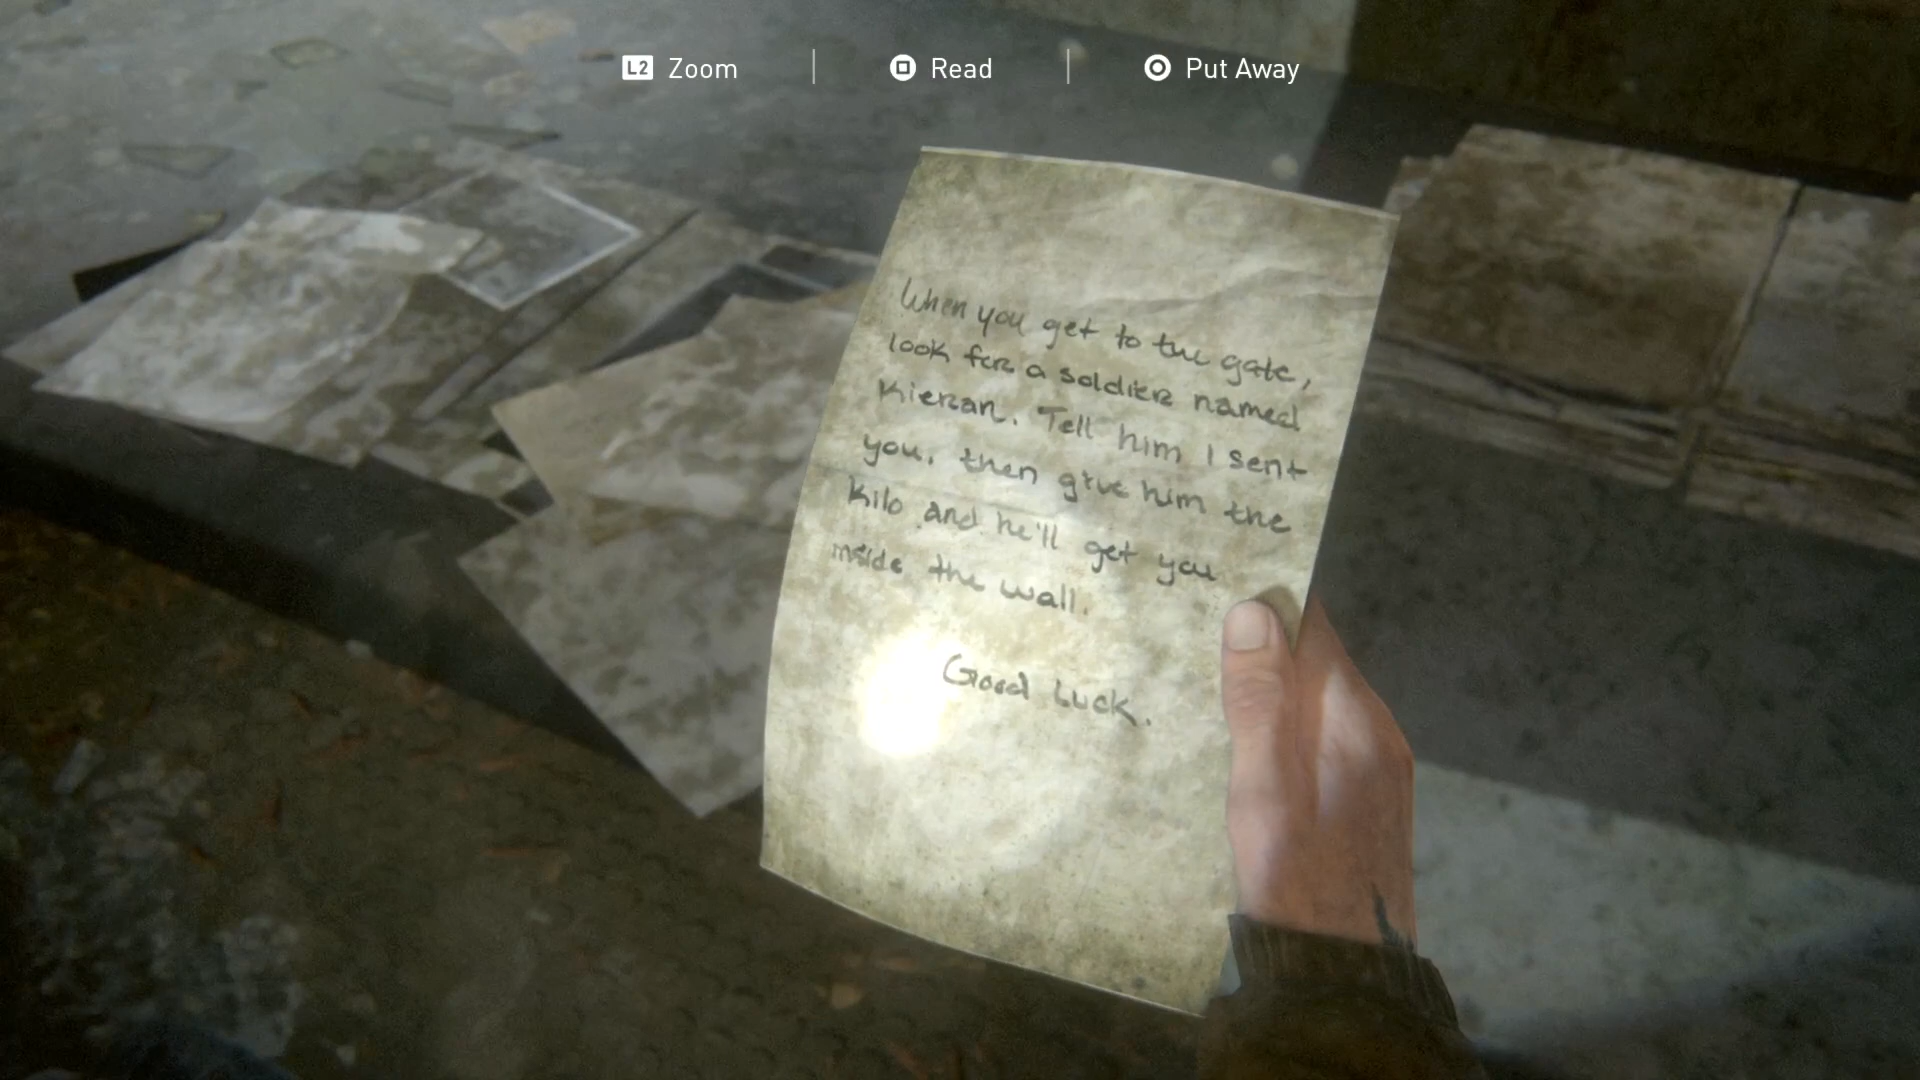 L2 Zoom | Read | Put Away
When you get to the gate,
look for a soldier named
Kieran. Tell him I sent
you, then give him the
kilo and he'll get you
inside the wall.
Good Luck.